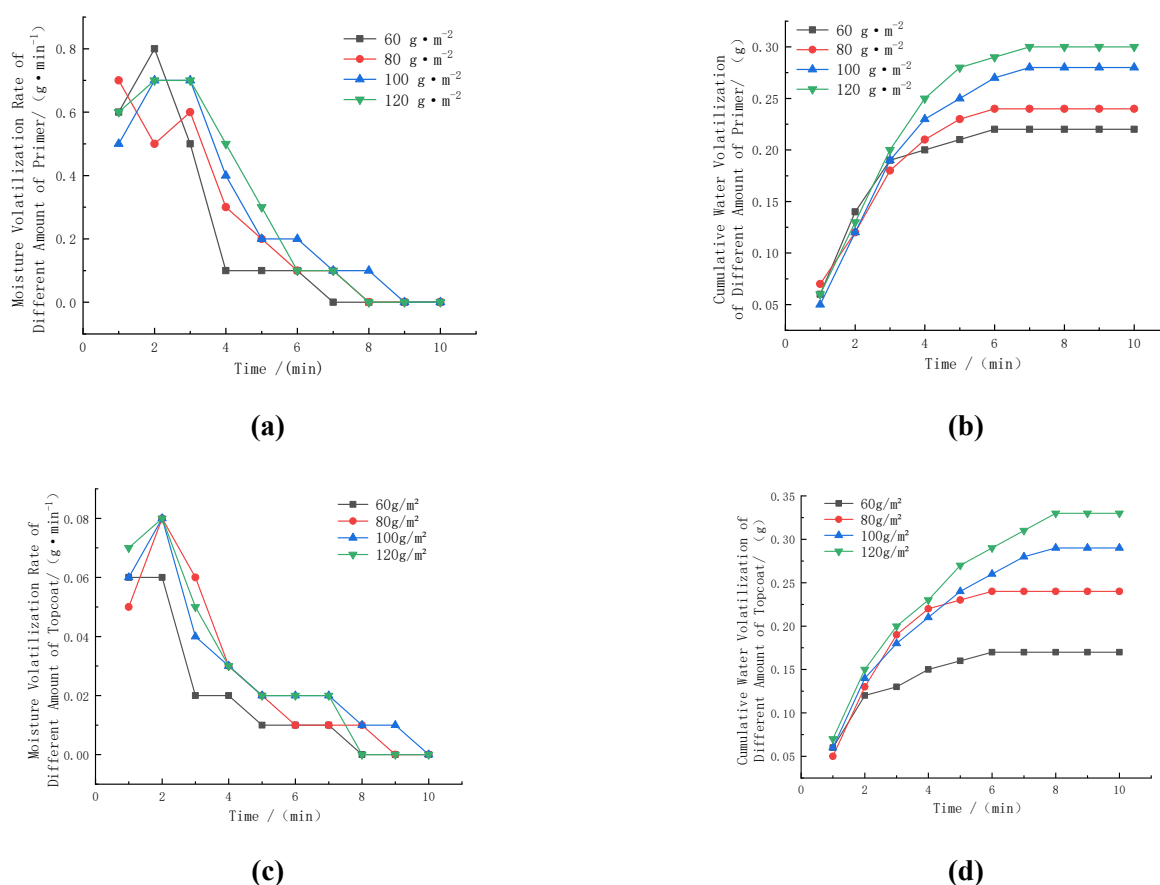 Moisture Volatilization Rate of
Different Amount of Primer/（g·min⁻¹）
0.8
0.6
0.4
0.2
0.0
0
2
4
6
8
10
Time /(min)
60 g·m⁻²
80 g·m⁻²
100 g·m⁻²
120 g·m⁻²
(a)
Cumulative Water Volatilization
of Different Amount of Primer/（g）
0.30
0.25
0.20
0.15
0.10
0.05
0
2
4
6
8
10
Time /（min）
60 g·m⁻²
80 g·m⁻²
100 g·m⁻²
120 g·m⁻²
(b)
Moisture Volatilization Rate of
Different Amount of Topcoat/（g·min⁻¹）
0.08
0.06
0.04
0.02
0.00
0
2
4
6
8
10
Time /（min）
60g/m²
80g/m²
100g/m²
120g/m²
(c)
Cumulative Water Volatilization of
Different Amount of Topcoat/（g）
0.35
0.30
0.25
0.20
0.15
0.10
0.05
0
2
4
6
8
10
Time /（min）
60g/m²
80g/m²
100g/m²
120g/m²
(d)